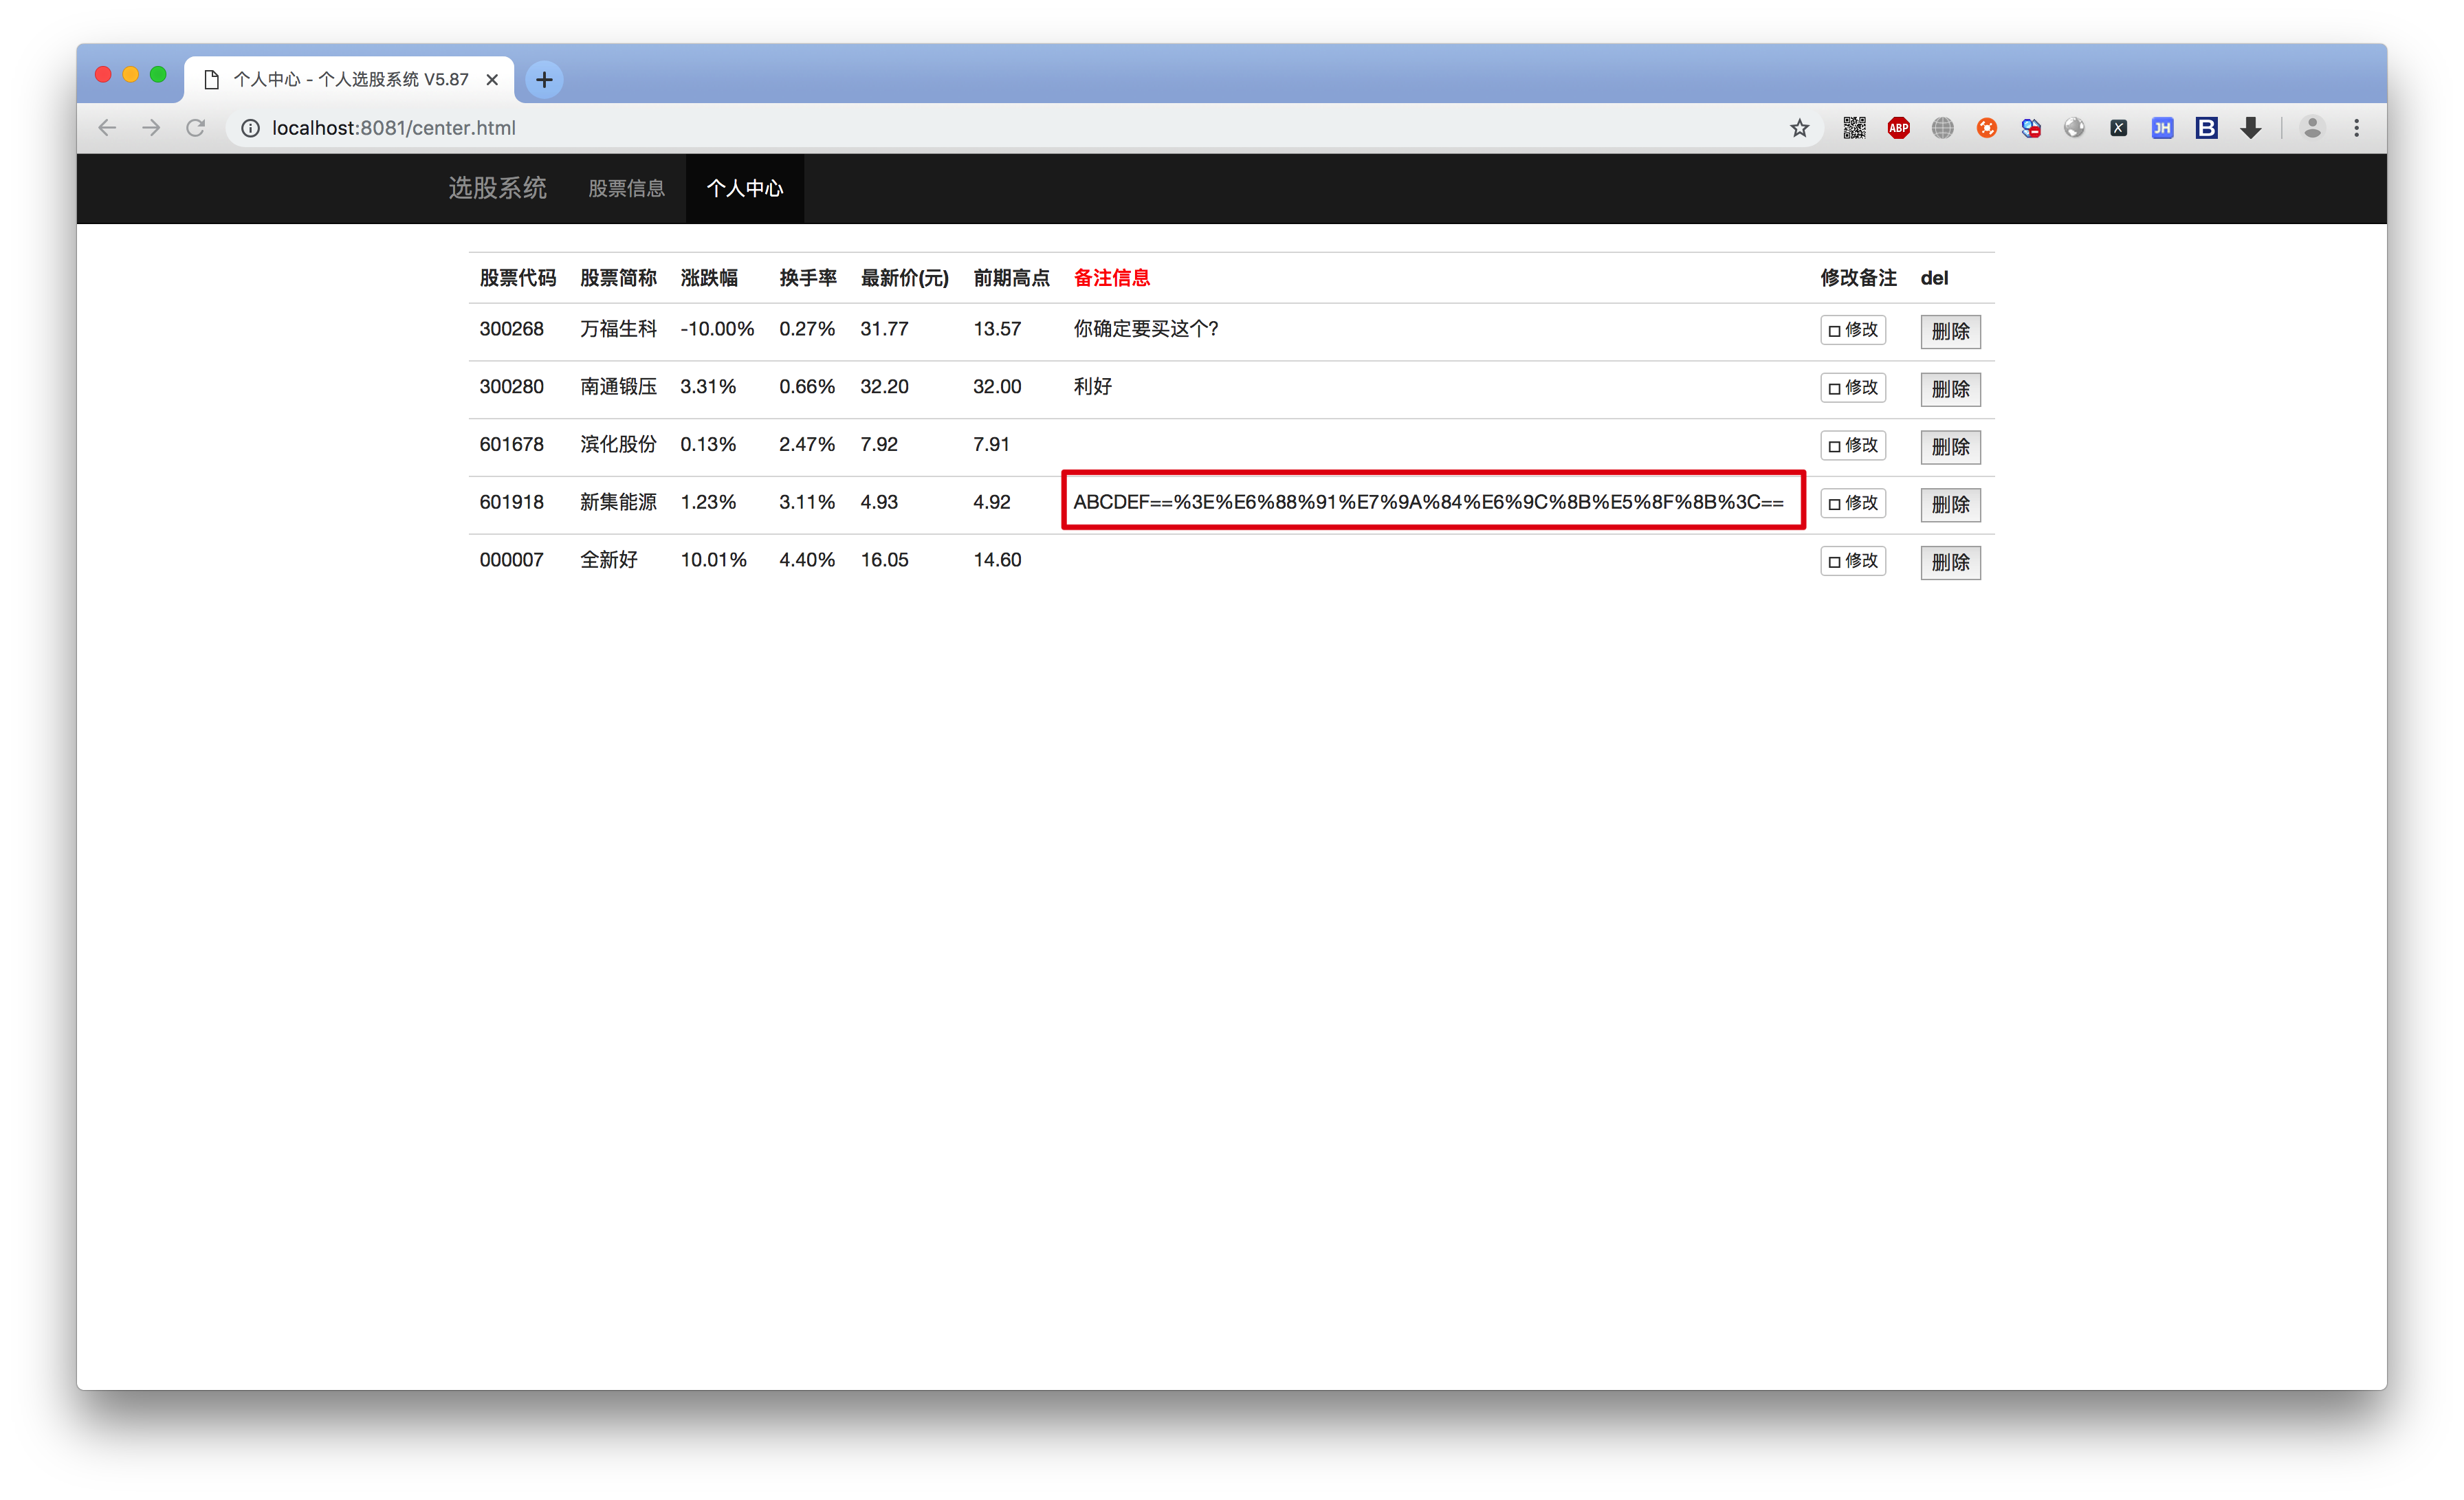 个人中心 - 个人选股系统 V5.87
localhost:8081/center.html
ABP
JH
B
选股系统 股票信息 个人中心
股票代码 股票简称 涨跌幅 换手率 最新价(元) 前期高点 备注信息 修改备注 del
300268 万福生科 -10.00% 0.27% 31.77 13.57 你确定要买这个? 修改 删除
300280 南通锻压 3.31% 0.66% 32.20 32.00 利好 修改 删除
601678 滨化股份 0.13% 2.47% 7.92 7.91 修改 删除
601918 新集能源 1.23% 3.11% 4.93 4.92 ABCDEF==%3E%E6%88%91%E7%9A%84%E6%9C%8B%E5%8F%8B%3C== 修改 删除
000007 全新好 10.01% 4.40% 16.05 14.60 修改 删除